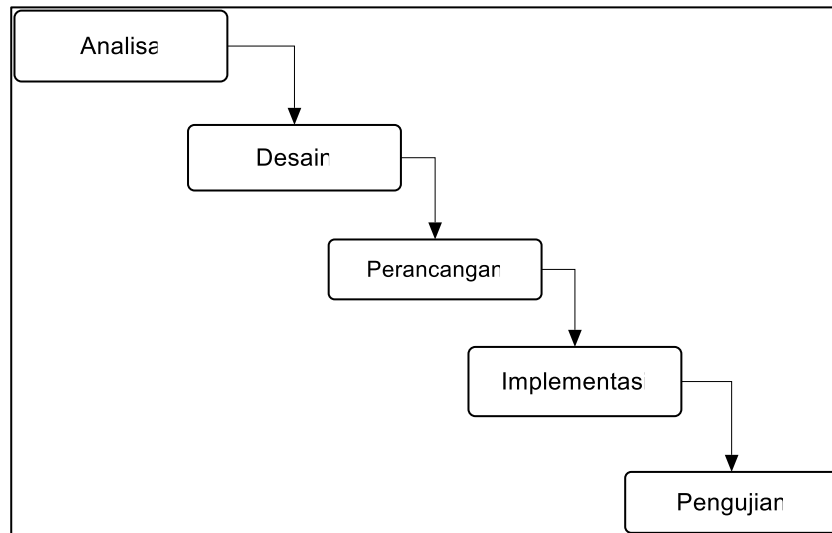 Analisa
Desain
Perancangan
Implementasi
Pengujian